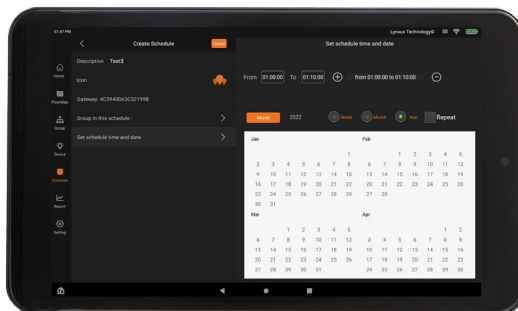 01:47 PM
Lynous Technology©
Create Schedule
Set schedule time and date
Home
FloorMap
Group
Device
Schedule
Report
Setting
Description Test3
Icon
Gateway: 4C5940D63C32199B
Group in this schedule :
Set schedule time and date
From 01:00:00 To 01:10:00 from 01:00:00 to 01:10:00
Month 2022 Week Month Year Repeat
Jan
1
2 3 4 5 6 7 8
9 10 11 12 13 14 15
16 17 18 19 20 21 22
23 24 25 26 27 28 29
30 31
Feb
1 2 3 4 5
6 7 8 9 10 11 12
13 14 15 16 17 18 19
20 21 22 23 24 25 26
27 28
Mar
1 2 3 4 5
6 7 8 9 10 11 12
13 14 15 16 17 18 19
20 21 22 23 24 25 26
27 28 29 30 31
Apr
1 2
3 4 5 6 7 8 9
10 11 12 13 14 15 16
17 18 19 20 21 22 23
24 25 26 27 28 29 30